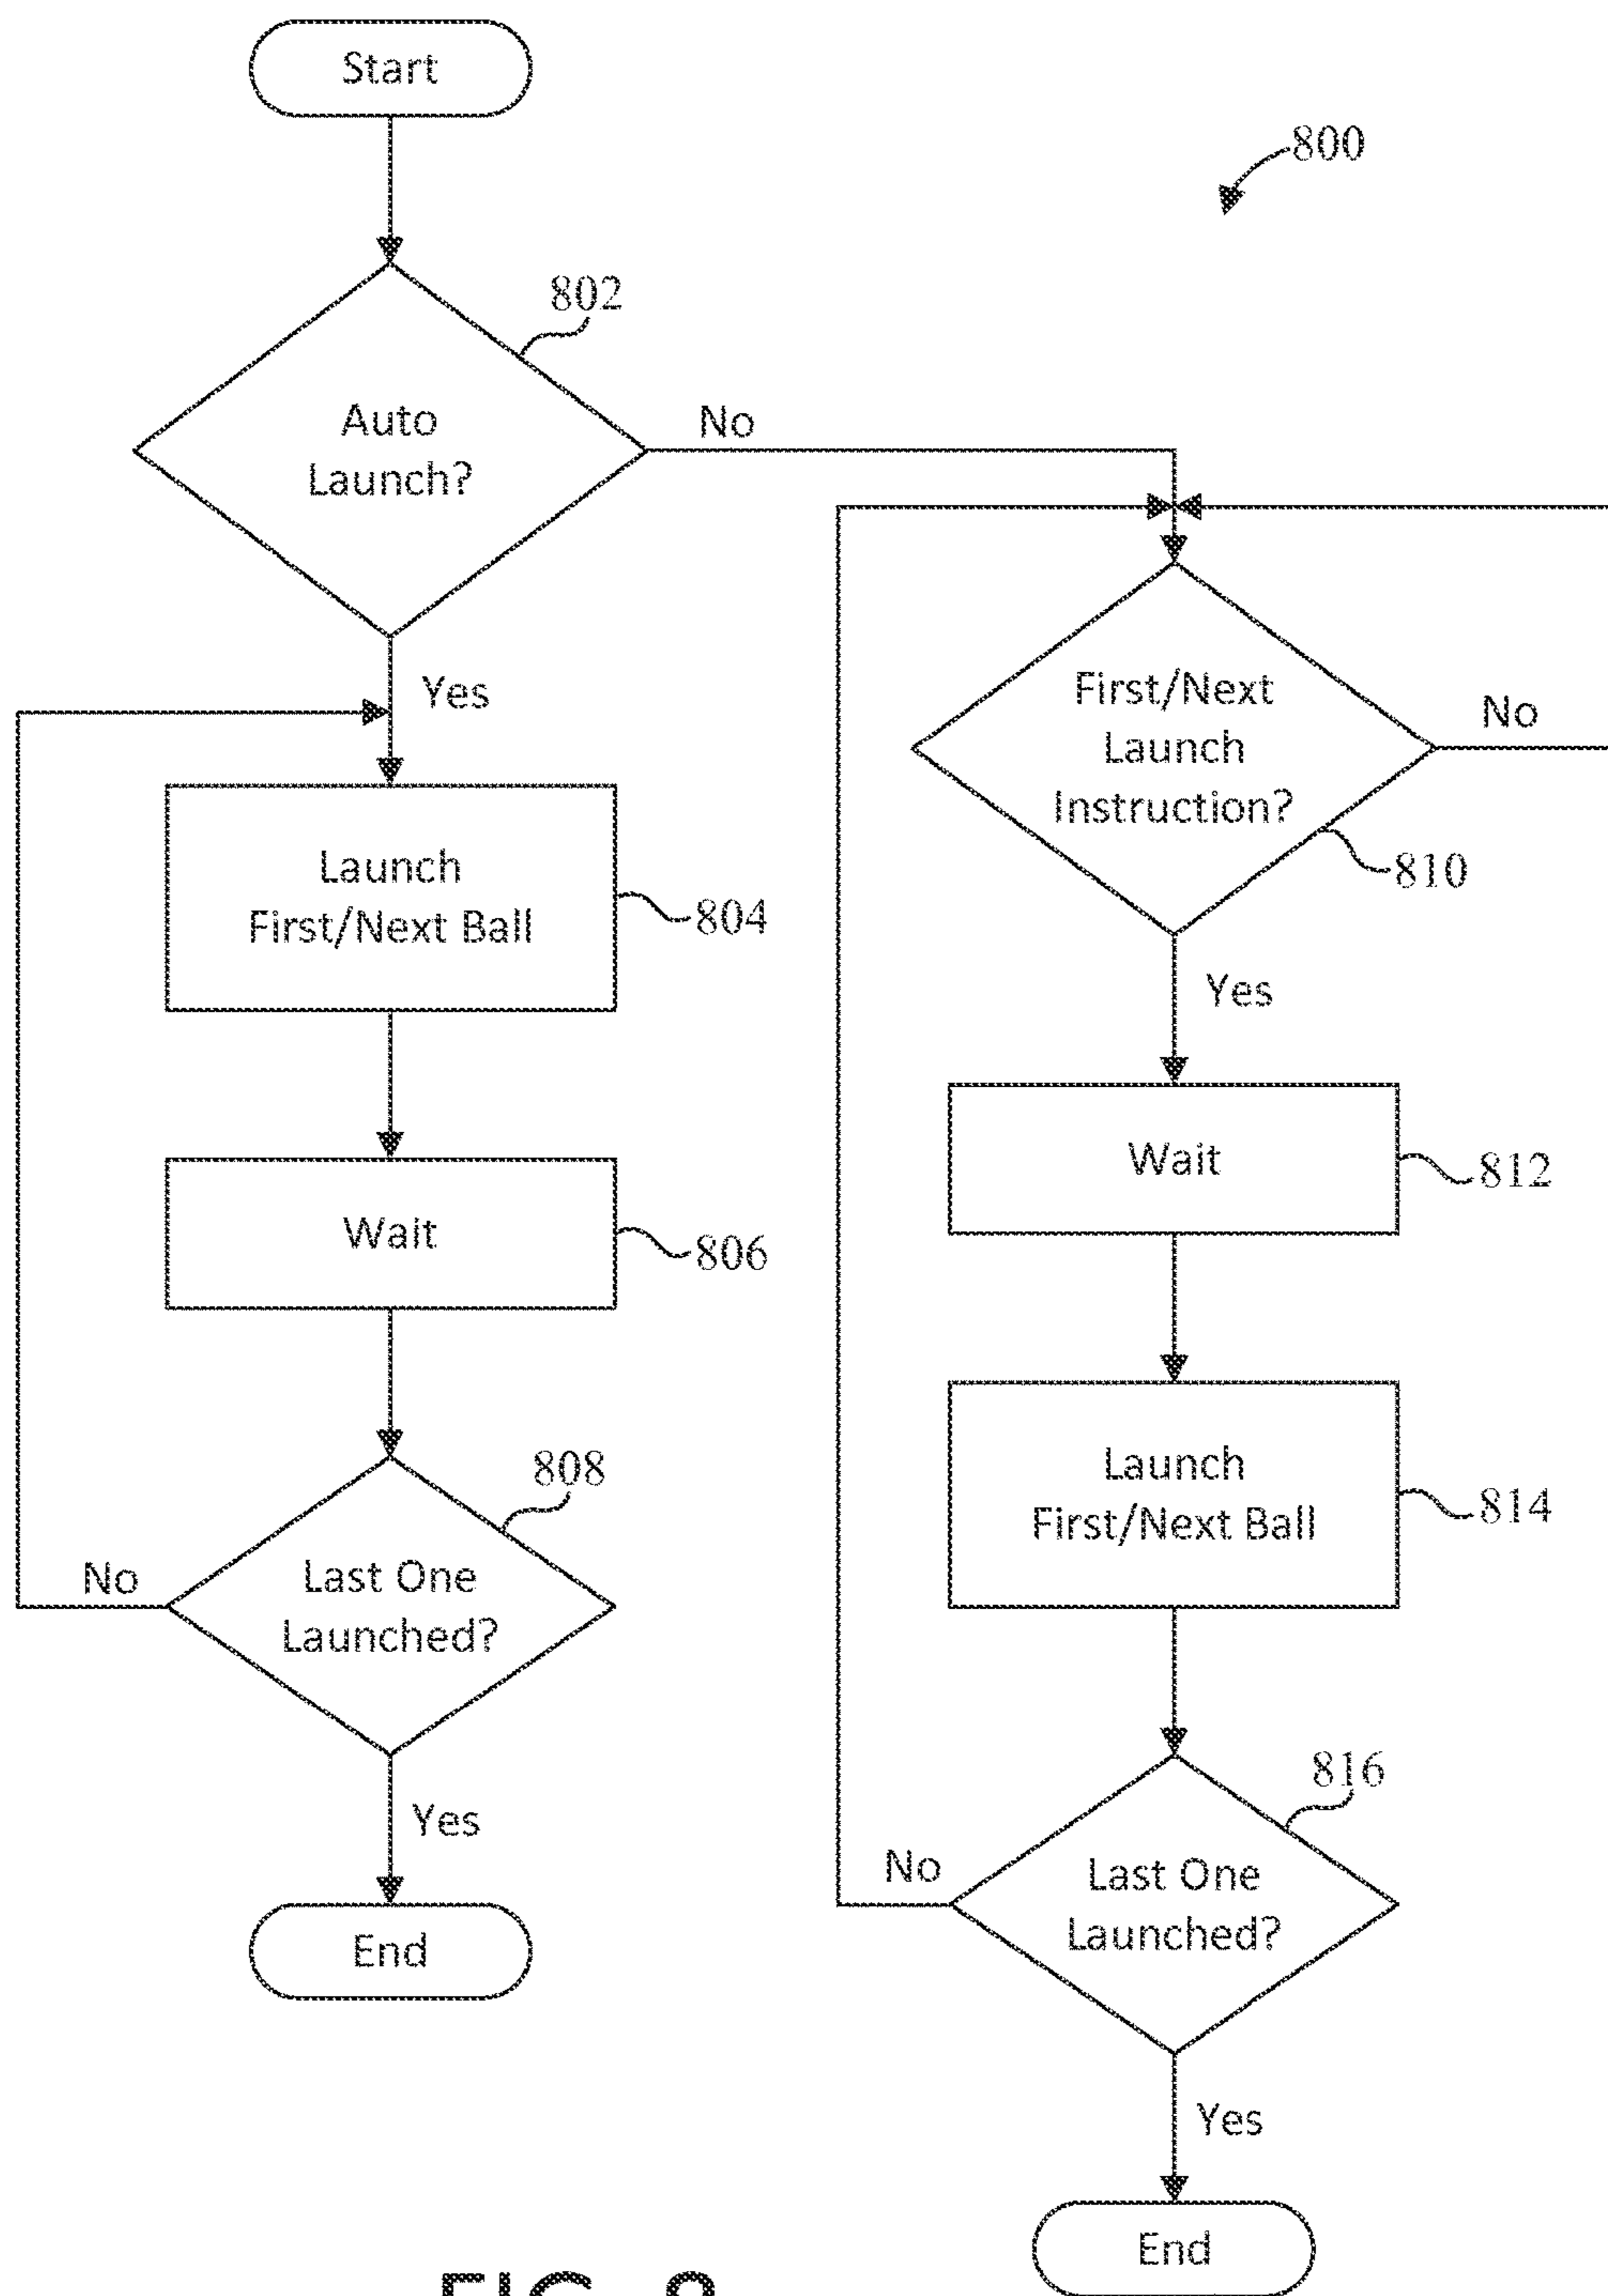 Start
800
802
Auto
Launch?
No
Yes
First/Next
Launch
Instruction?
No
810
Launch
First/Next Ball
804
Yes
Wait
806
Wait
812
Launch
First/Next Ball
814
808
Last One
Launched?
No
Yes
816
Last One
Launched?
No
End
Yes
End
FIG. 8